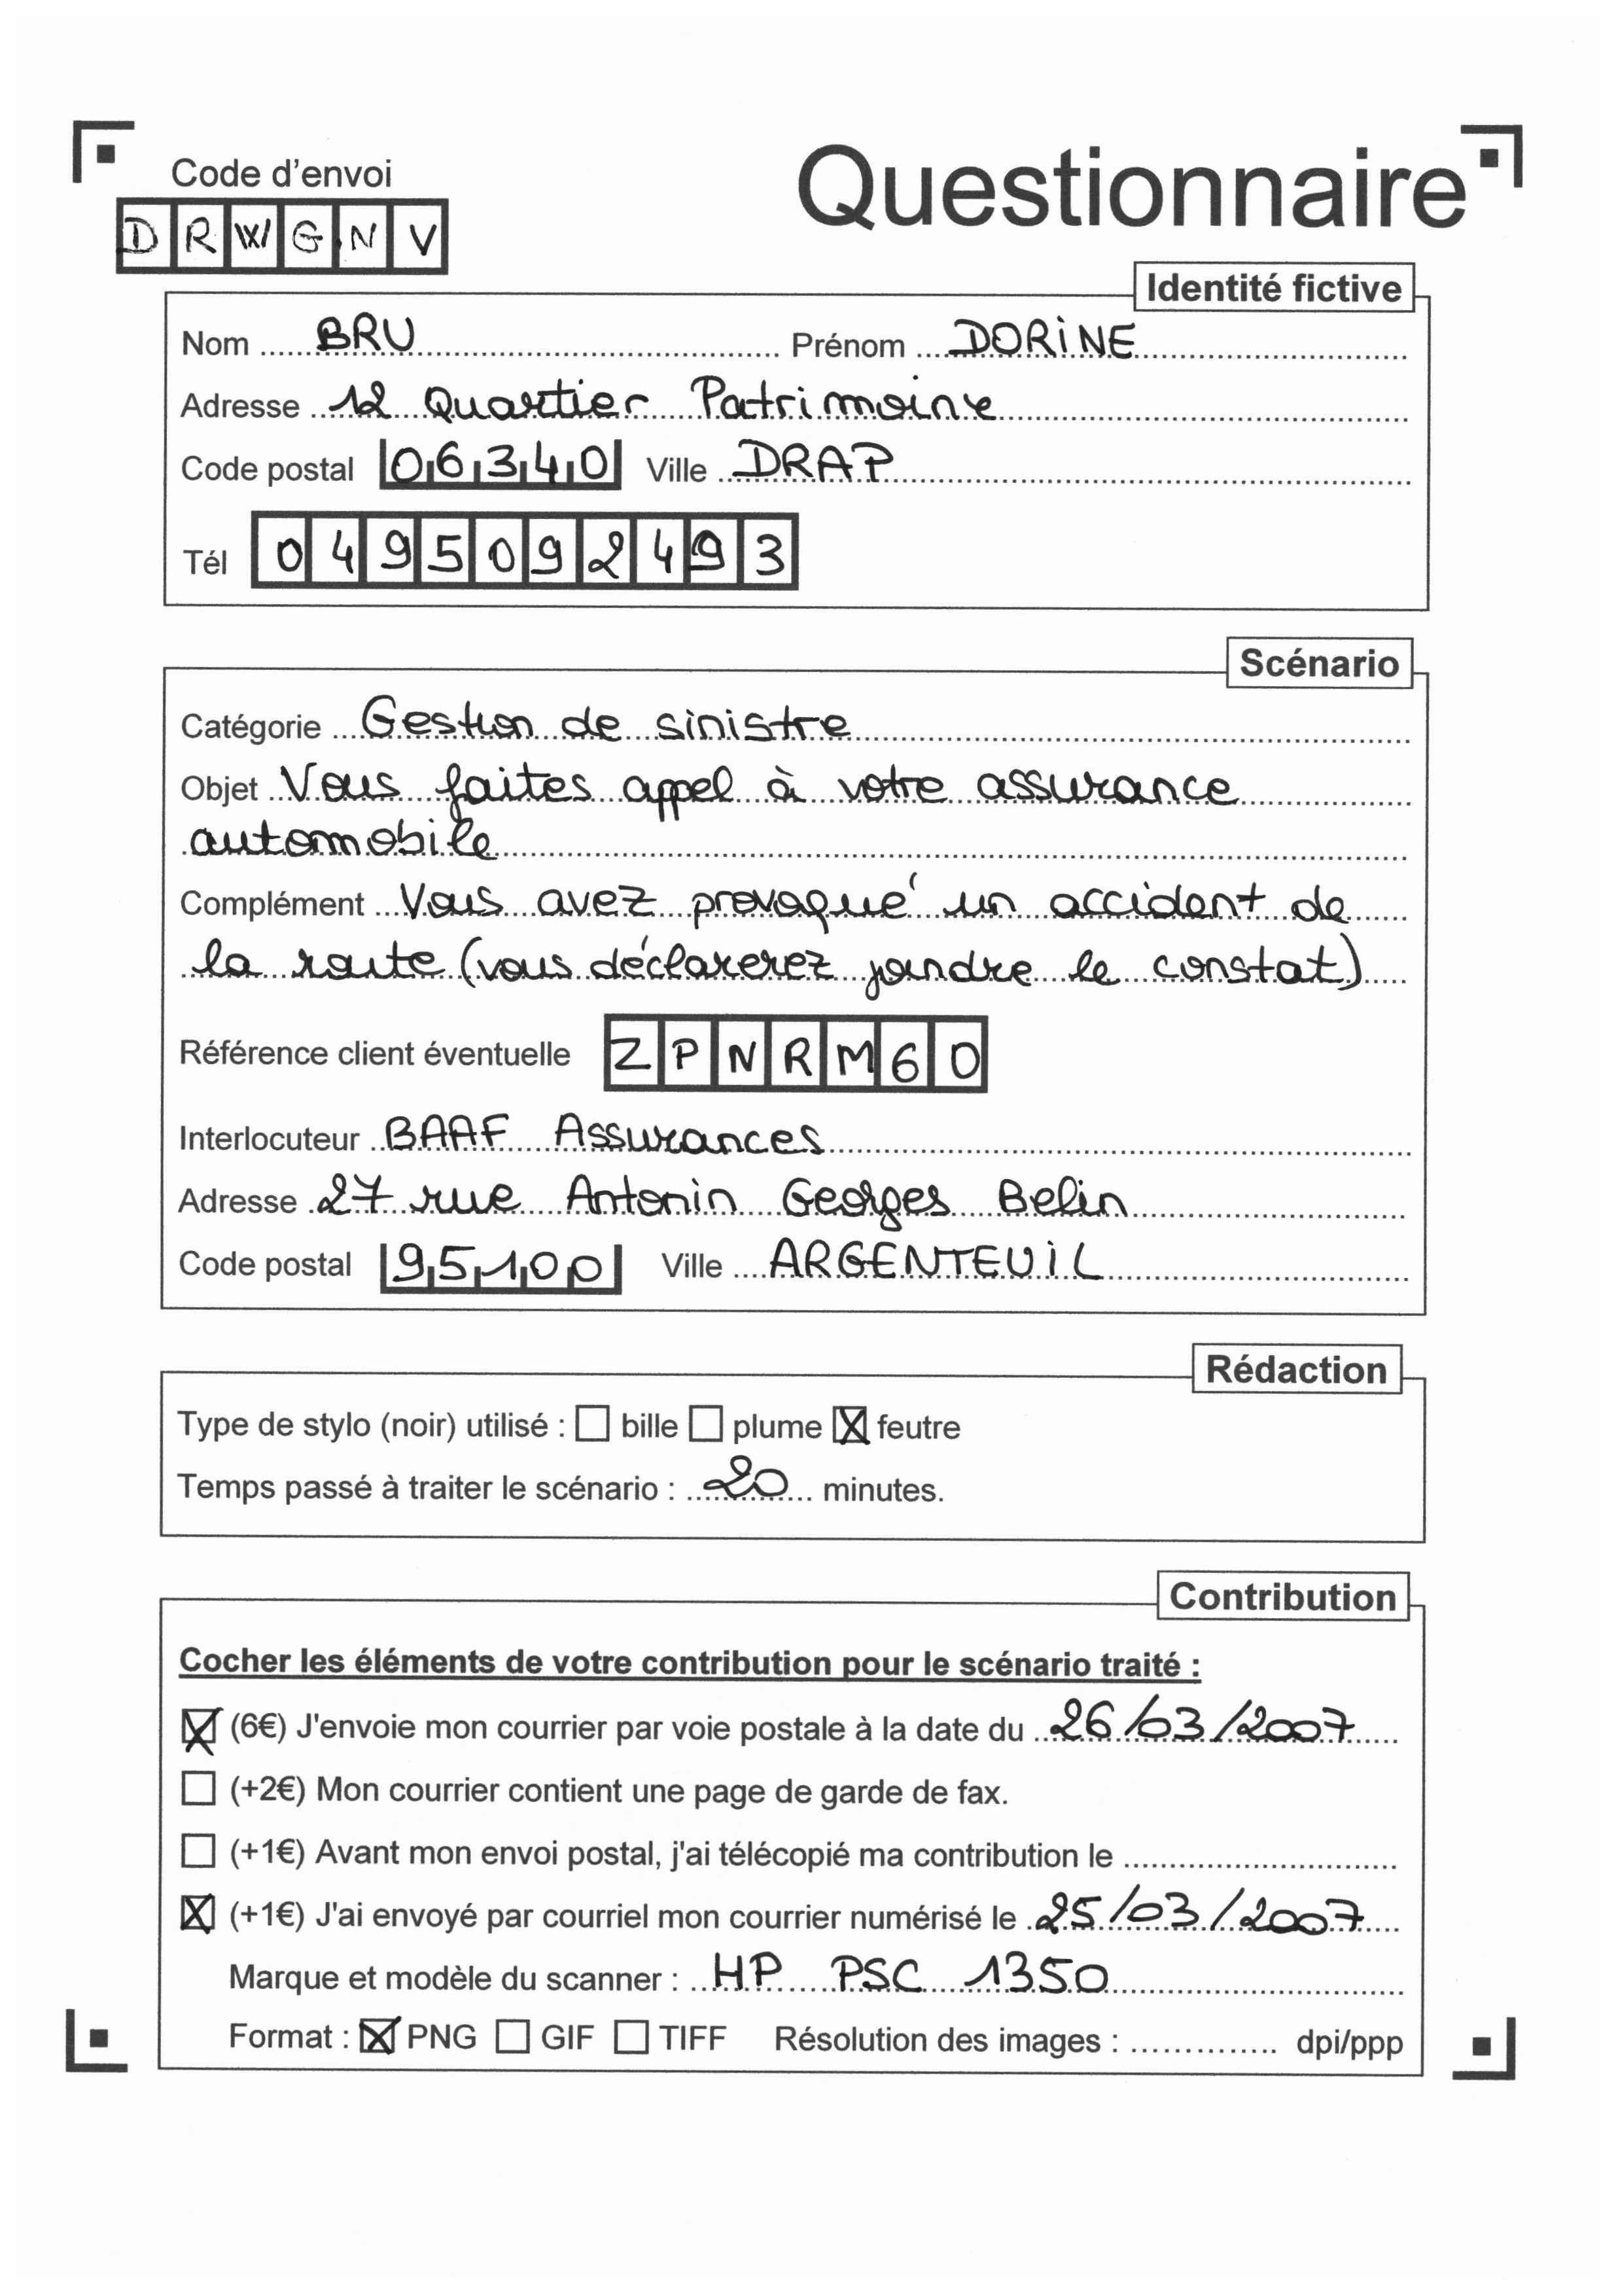 Code d'envoi
Questionnaire
DRWGNV
Identité fictive
Nom BRU Prénom DORINE
Adresse 12 Quartier Patrimoine
Code postal 06340 Ville DRAP
Tél 0495092493
Scénario
Catégorie Gestion de sinistre
Objet Vous faites appel à votre assurance
automobile
Complément Vous avez provoqué un accident de
la route (vous déclarerez joindre le constat)
Référence client éventuelle ZPNRM60
Interlocuteur BAAF Assurances
Adresse 27 rue Antonin Georges Belin
Code postal 95100 Ville ARGENTEUIL
Rédaction
Type de stylo (noir) utilisé : ☐ bille ☐ plume ☒ feutre
Temps passé à traiter le scénario : 20 minutes.
Contribution
Cocher les éléments de votre contribution pour le scénario traité :
☒ (6€) J'envoie mon courrier par voie postale à la date du 26/03/2007
☐ (+2€) Mon courrier contient une page de garde de fax.
☐ (+1€) Avant mon envoi postal, j'ai télécopié ma contribution le ..............................
☒ (+1€) J'ai envoyé par courriel mon courrier numérisé le 25/03/2007
Marque et modèle du scanner : HP PSC 1350
Format : ☒ PNG ☐ GIF ☐ TIFF Résolution des images : .............. dpi/ppp